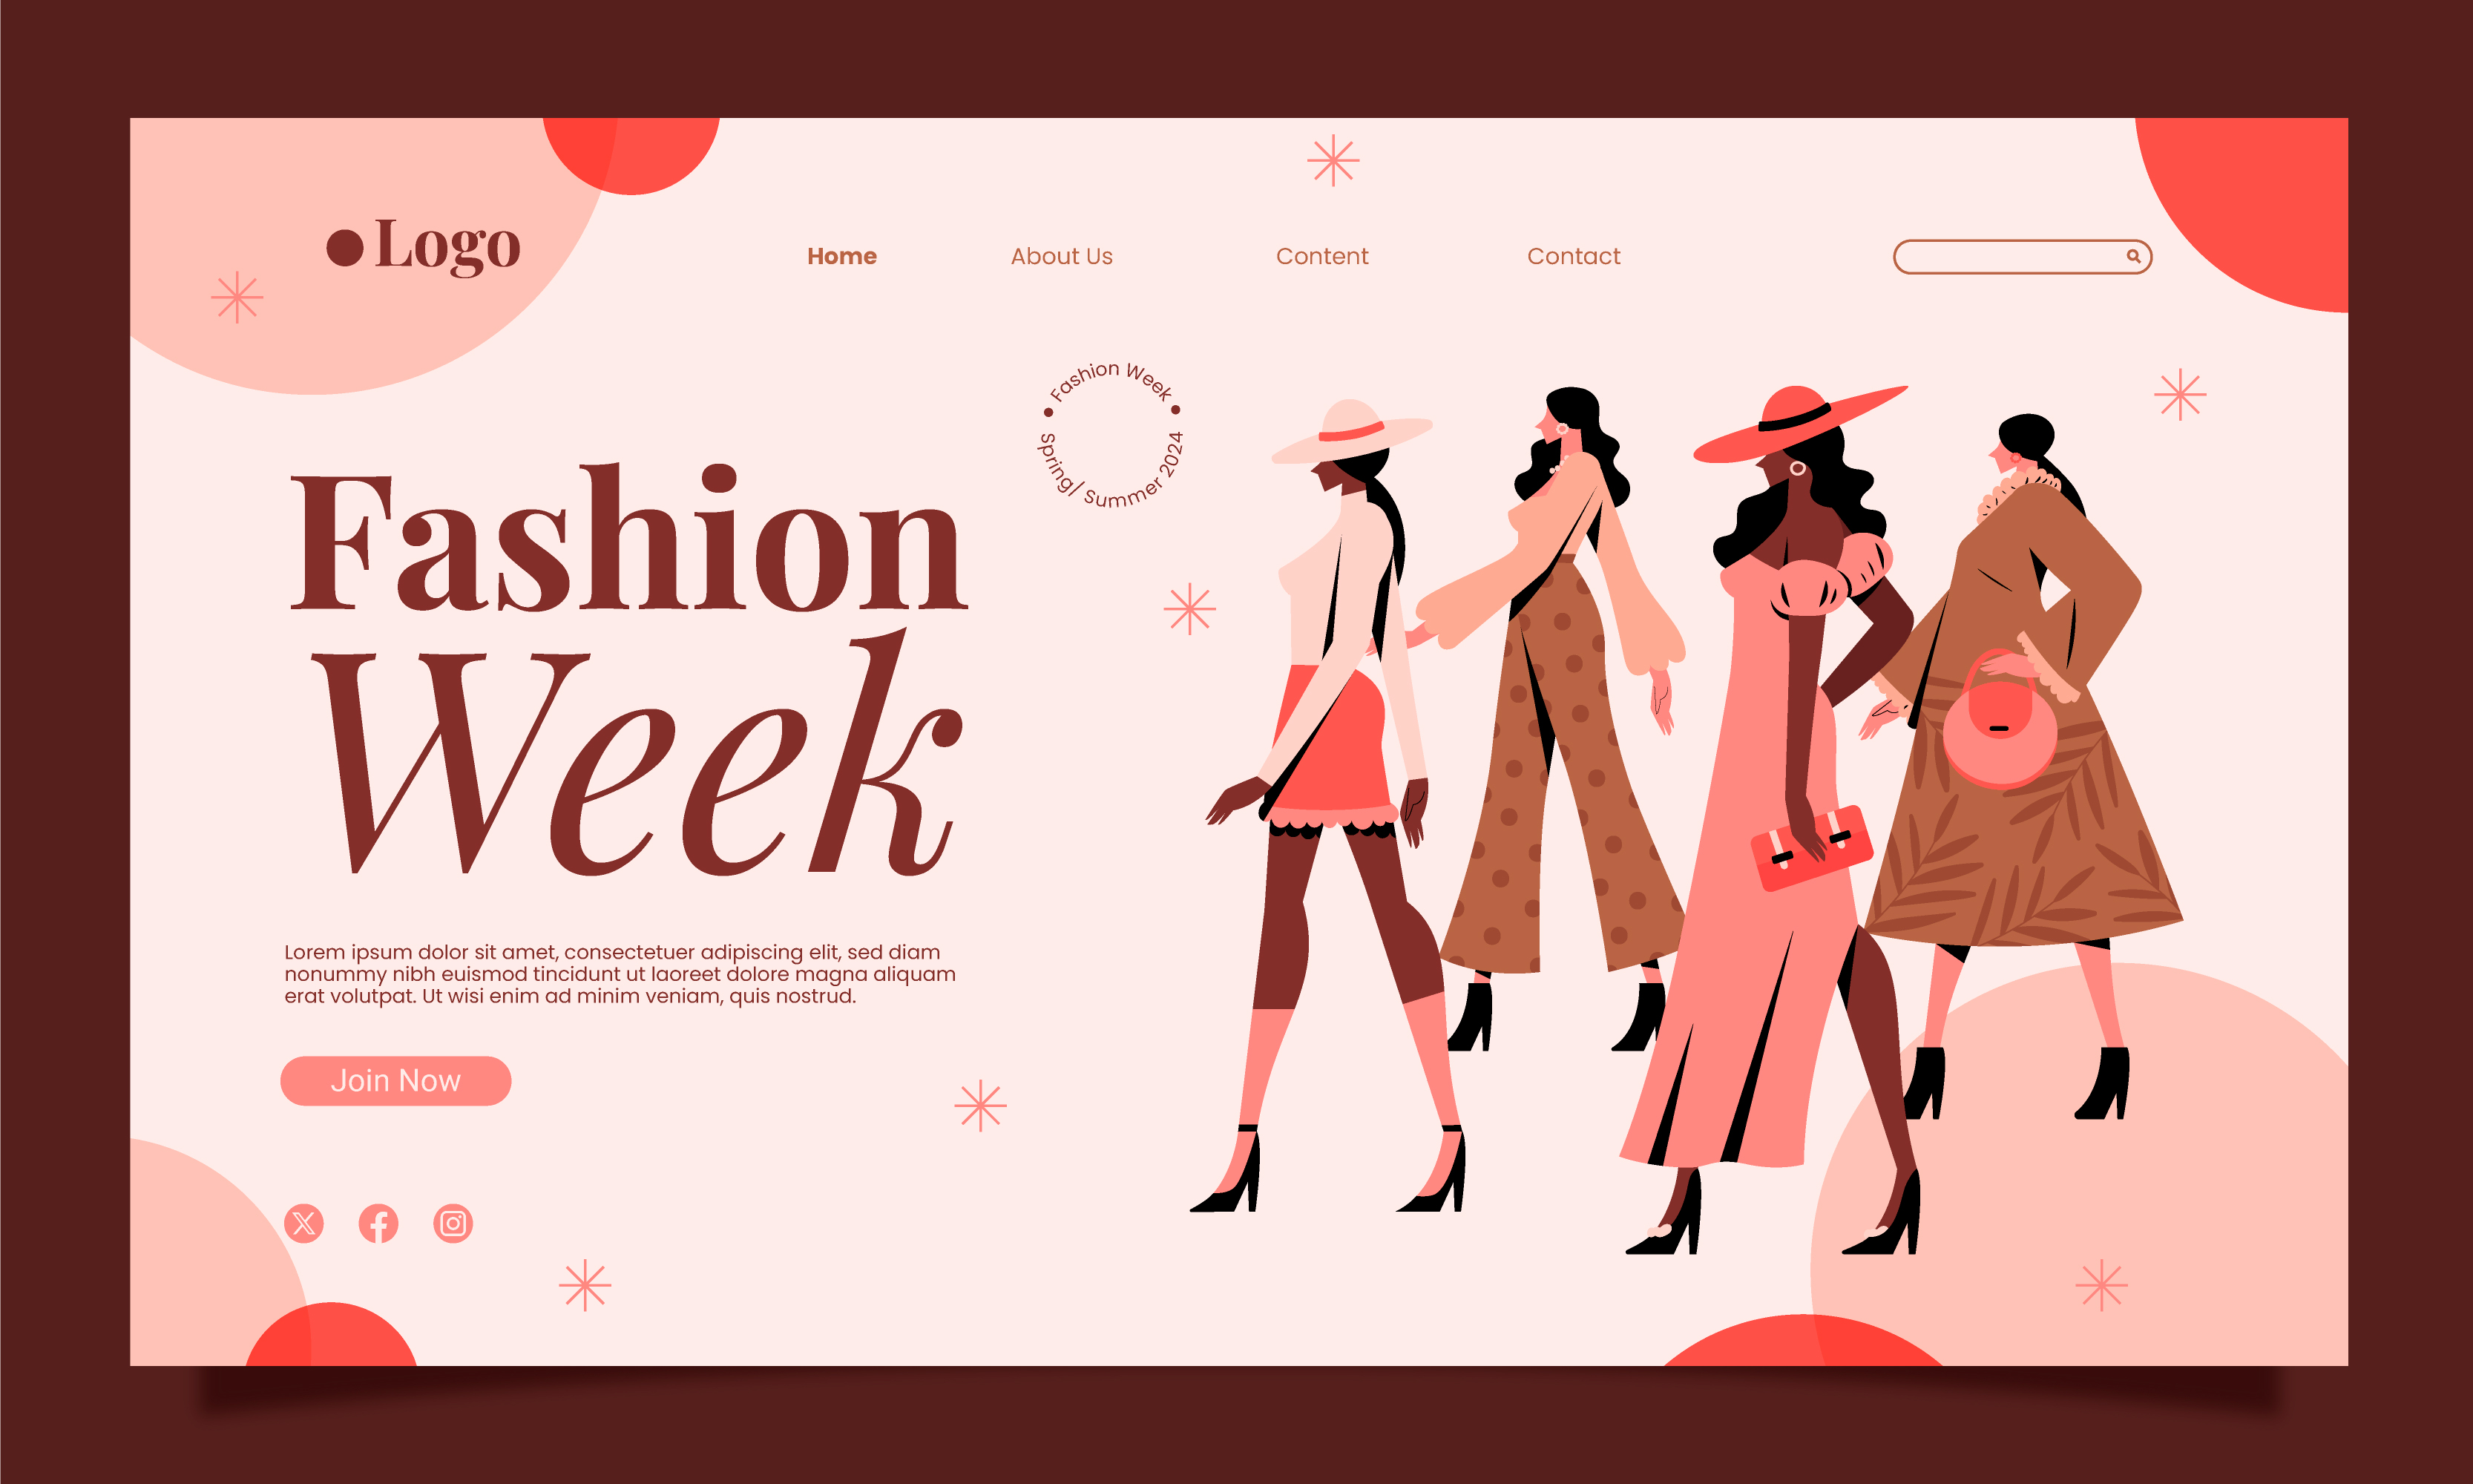 Logo
Home
About Us
Content
Contact
Fashion Week
Spring/ Summer 2024
Fashion
Week
Lorem ipsum dolor sit amet, consectetuer adipiscing elit, sed diam
nonummy nibh euismod tincidunt ut laoreet dolore magna aliquam
erat volutpat. Ut wisi enim ad minim veniam, quis nostrud.
Join Now